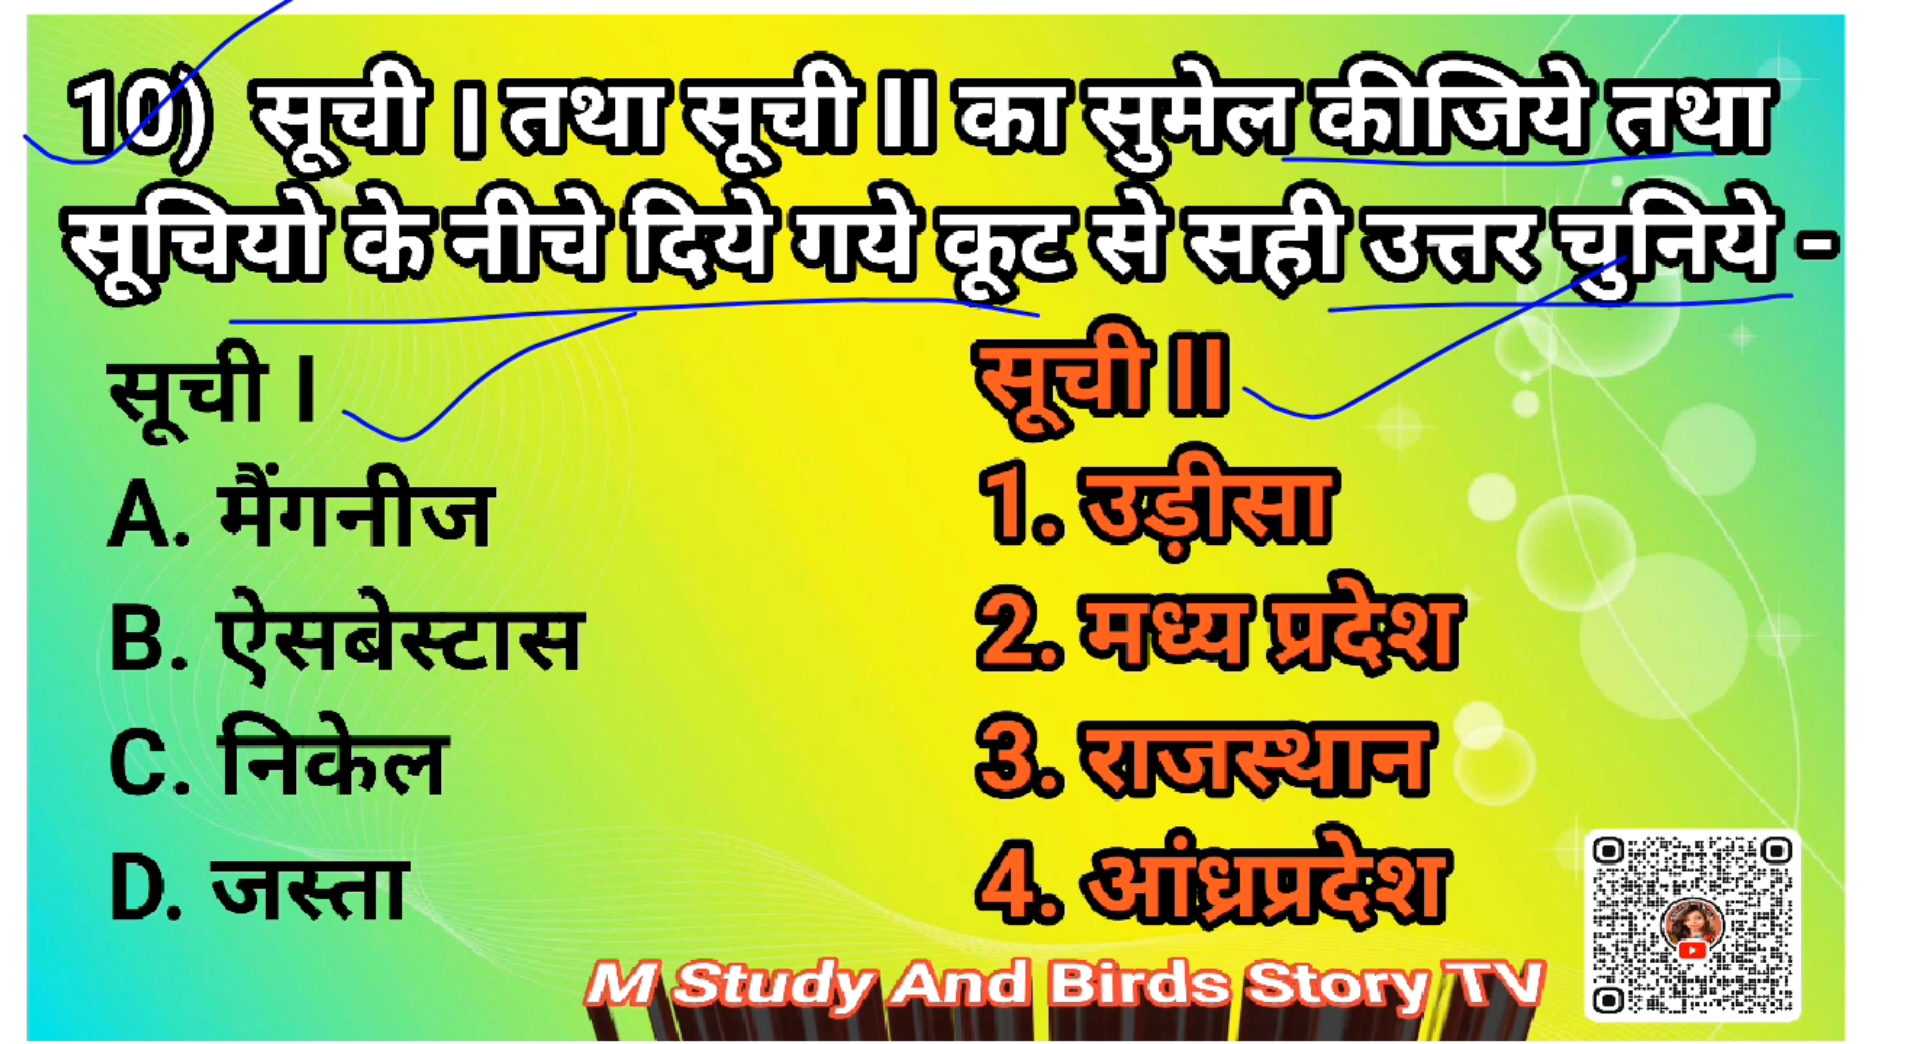 10) सूची I तथा सूची II का सुमेल कीजिये तथा
सूचियो के नीचे दिये गये कूट से सही उत्तर चुनिये -
सूची I
A. मैंगनीज
B. ऐसबेस्टास
C. निकेल
D. जस्ता
सूची II
1. उड़ीसा
2. मध्य प्रदेश
3. राजस्थान
4. आंध्रप्रदेश
M Study And Birds Story TV